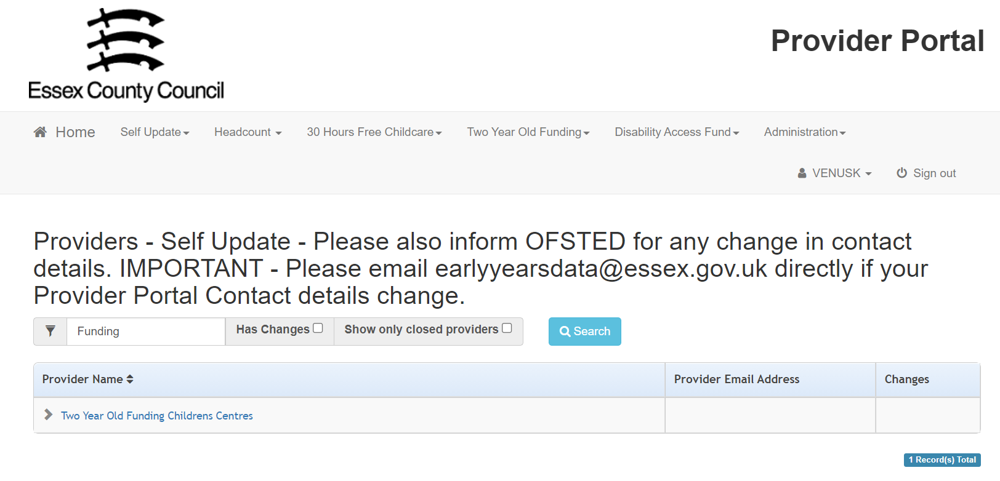 Essex County Council
Provider Portal
Home Self Update Headcount 30 Hours Free Childcare Two Year Old Funding Disability Access Fund Administration
VENUSK Sign out
Providers - Self Update - Please also inform OFSTED for any change in contact
details. IMPORTANT - Please email earlyyearsdata@essex.gov.uk directly if your
Provider Portal Contact details change.
Funding Has Changes Show only closed providers Search
Provider Name Provider Email Address Changes
Two Year Old Funding Childrens Centres
1 Record(s) Total